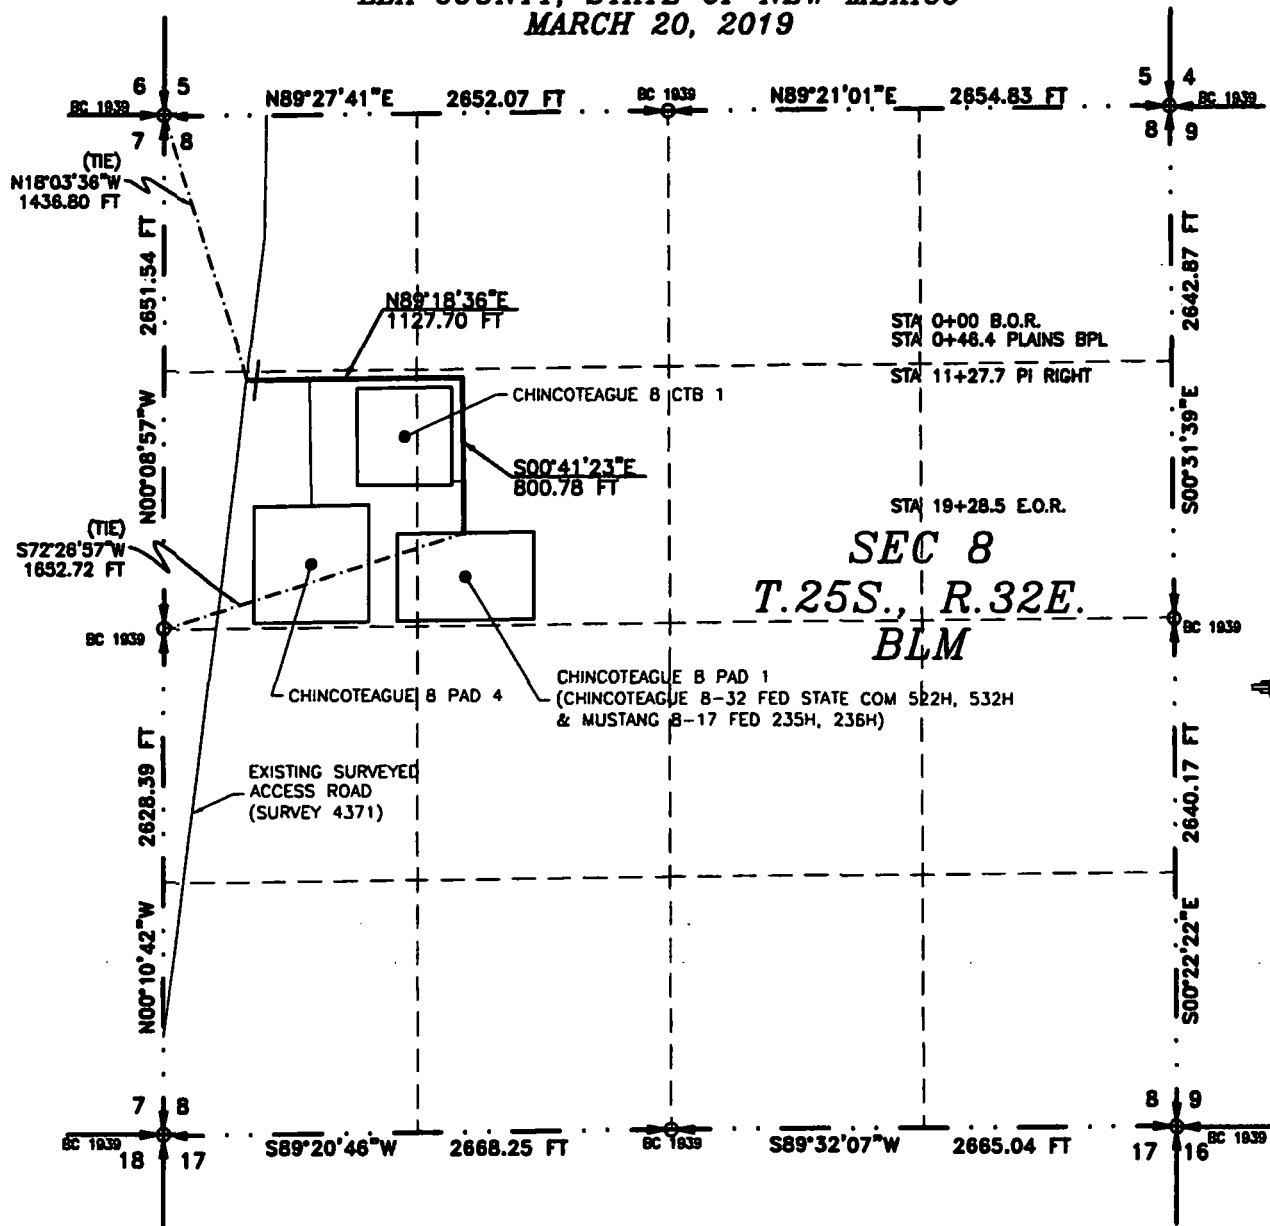 MARCH 20, 2019
6 5
5 4
BC 1939
N89°27'41"E 2652.07 FT
BC 1939
N89°21'01"E 2654.83 FT
BC 1939
7 8
8 9
(TIE)
N18°03'36"W
1436.80 FT
2651.54 FT
2642.87 FT
N89°18'36"E
1127.70 FT
STA 0+00 B.O.R.
STA 0+46.4 PLAINS BPL
STA 11+27.7 PI RIGHT
CHINCOTEAGUE 8 CTB 1
N00°08'57"W
S00°31'39"E
S00°41'23"E
800.78 FT
STA 19+28.5 E.O.R.
(TIE)
S72°26'57"W
1652.72 FT
SEC 8
T.25S., R.32E.
BLM
BC 1939
BC 1939
CHINCOTEAGUE 8 PAD 4
CHINCOTEAGUE 8 PAD 1
(CHINCOTEAGUE 8-32 FED STATE COM 522H, 532H
& MUSTANG 8-17 FED 235H, 236H)
EXISTING SURVEYED
ACCESS ROAD
(SURVEY 4371)
2628.39 FT
2640.17 FT
N00°10'42"W
S00°22'22"E
7 8
8 9
BC 1939
S89°20'46"W 2668.25 FT
BC 1939
S89°32'07"W 2665.04 FT
BC 1939
18 17
17 16